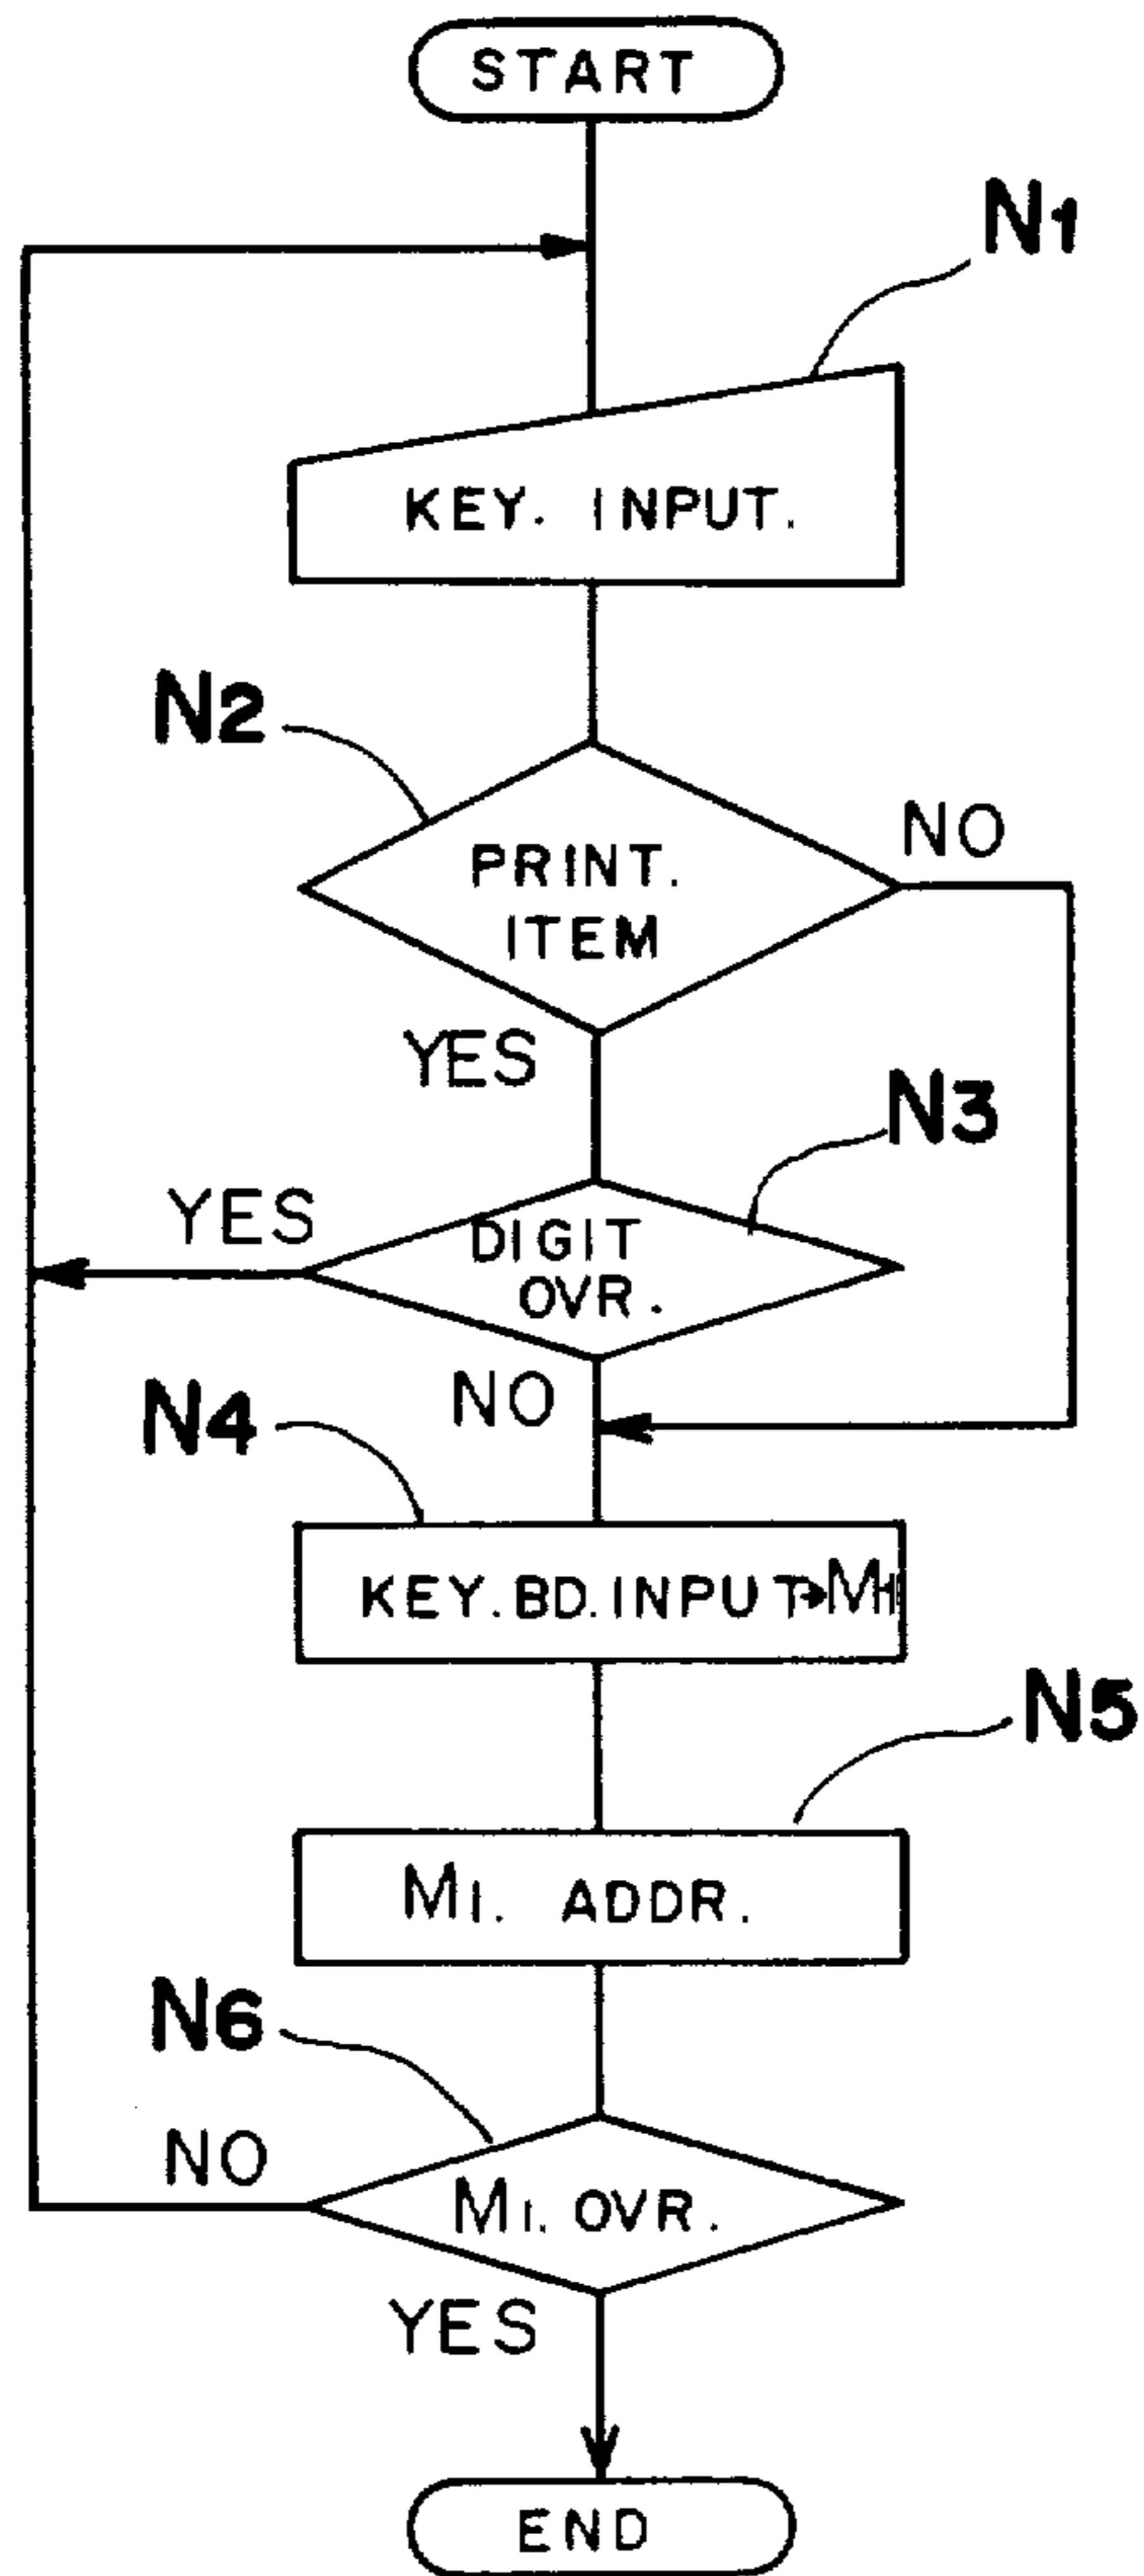 START
N1
KEY. INPUT.
N2
NO
PRINT.
ITEM
YES
N3
YES
DIGIT
OVR.
NO
N4
KEY.BD.INPUT→M1
N5
M1. ADDR.
N6
NO
M1. OVR.
YES
END